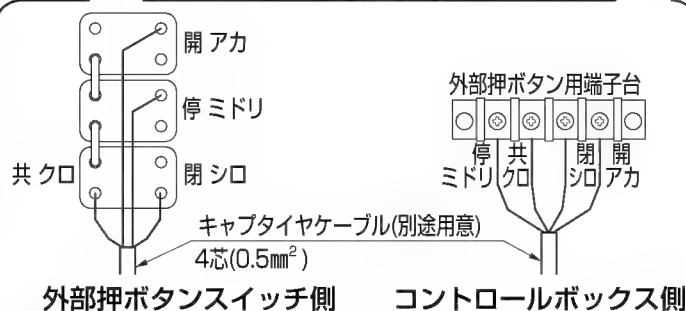 開 アカ
停 ミドリ
共 クロ
閉 シロ
外部押ボタン用端子台
停 共 閉 開
ミドリ クロ シロ アカ
キャプタイヤケーブル(別途用意)
4芯(0.5mm²)
外部押ボタンスイッチ側
コントロールボックス側